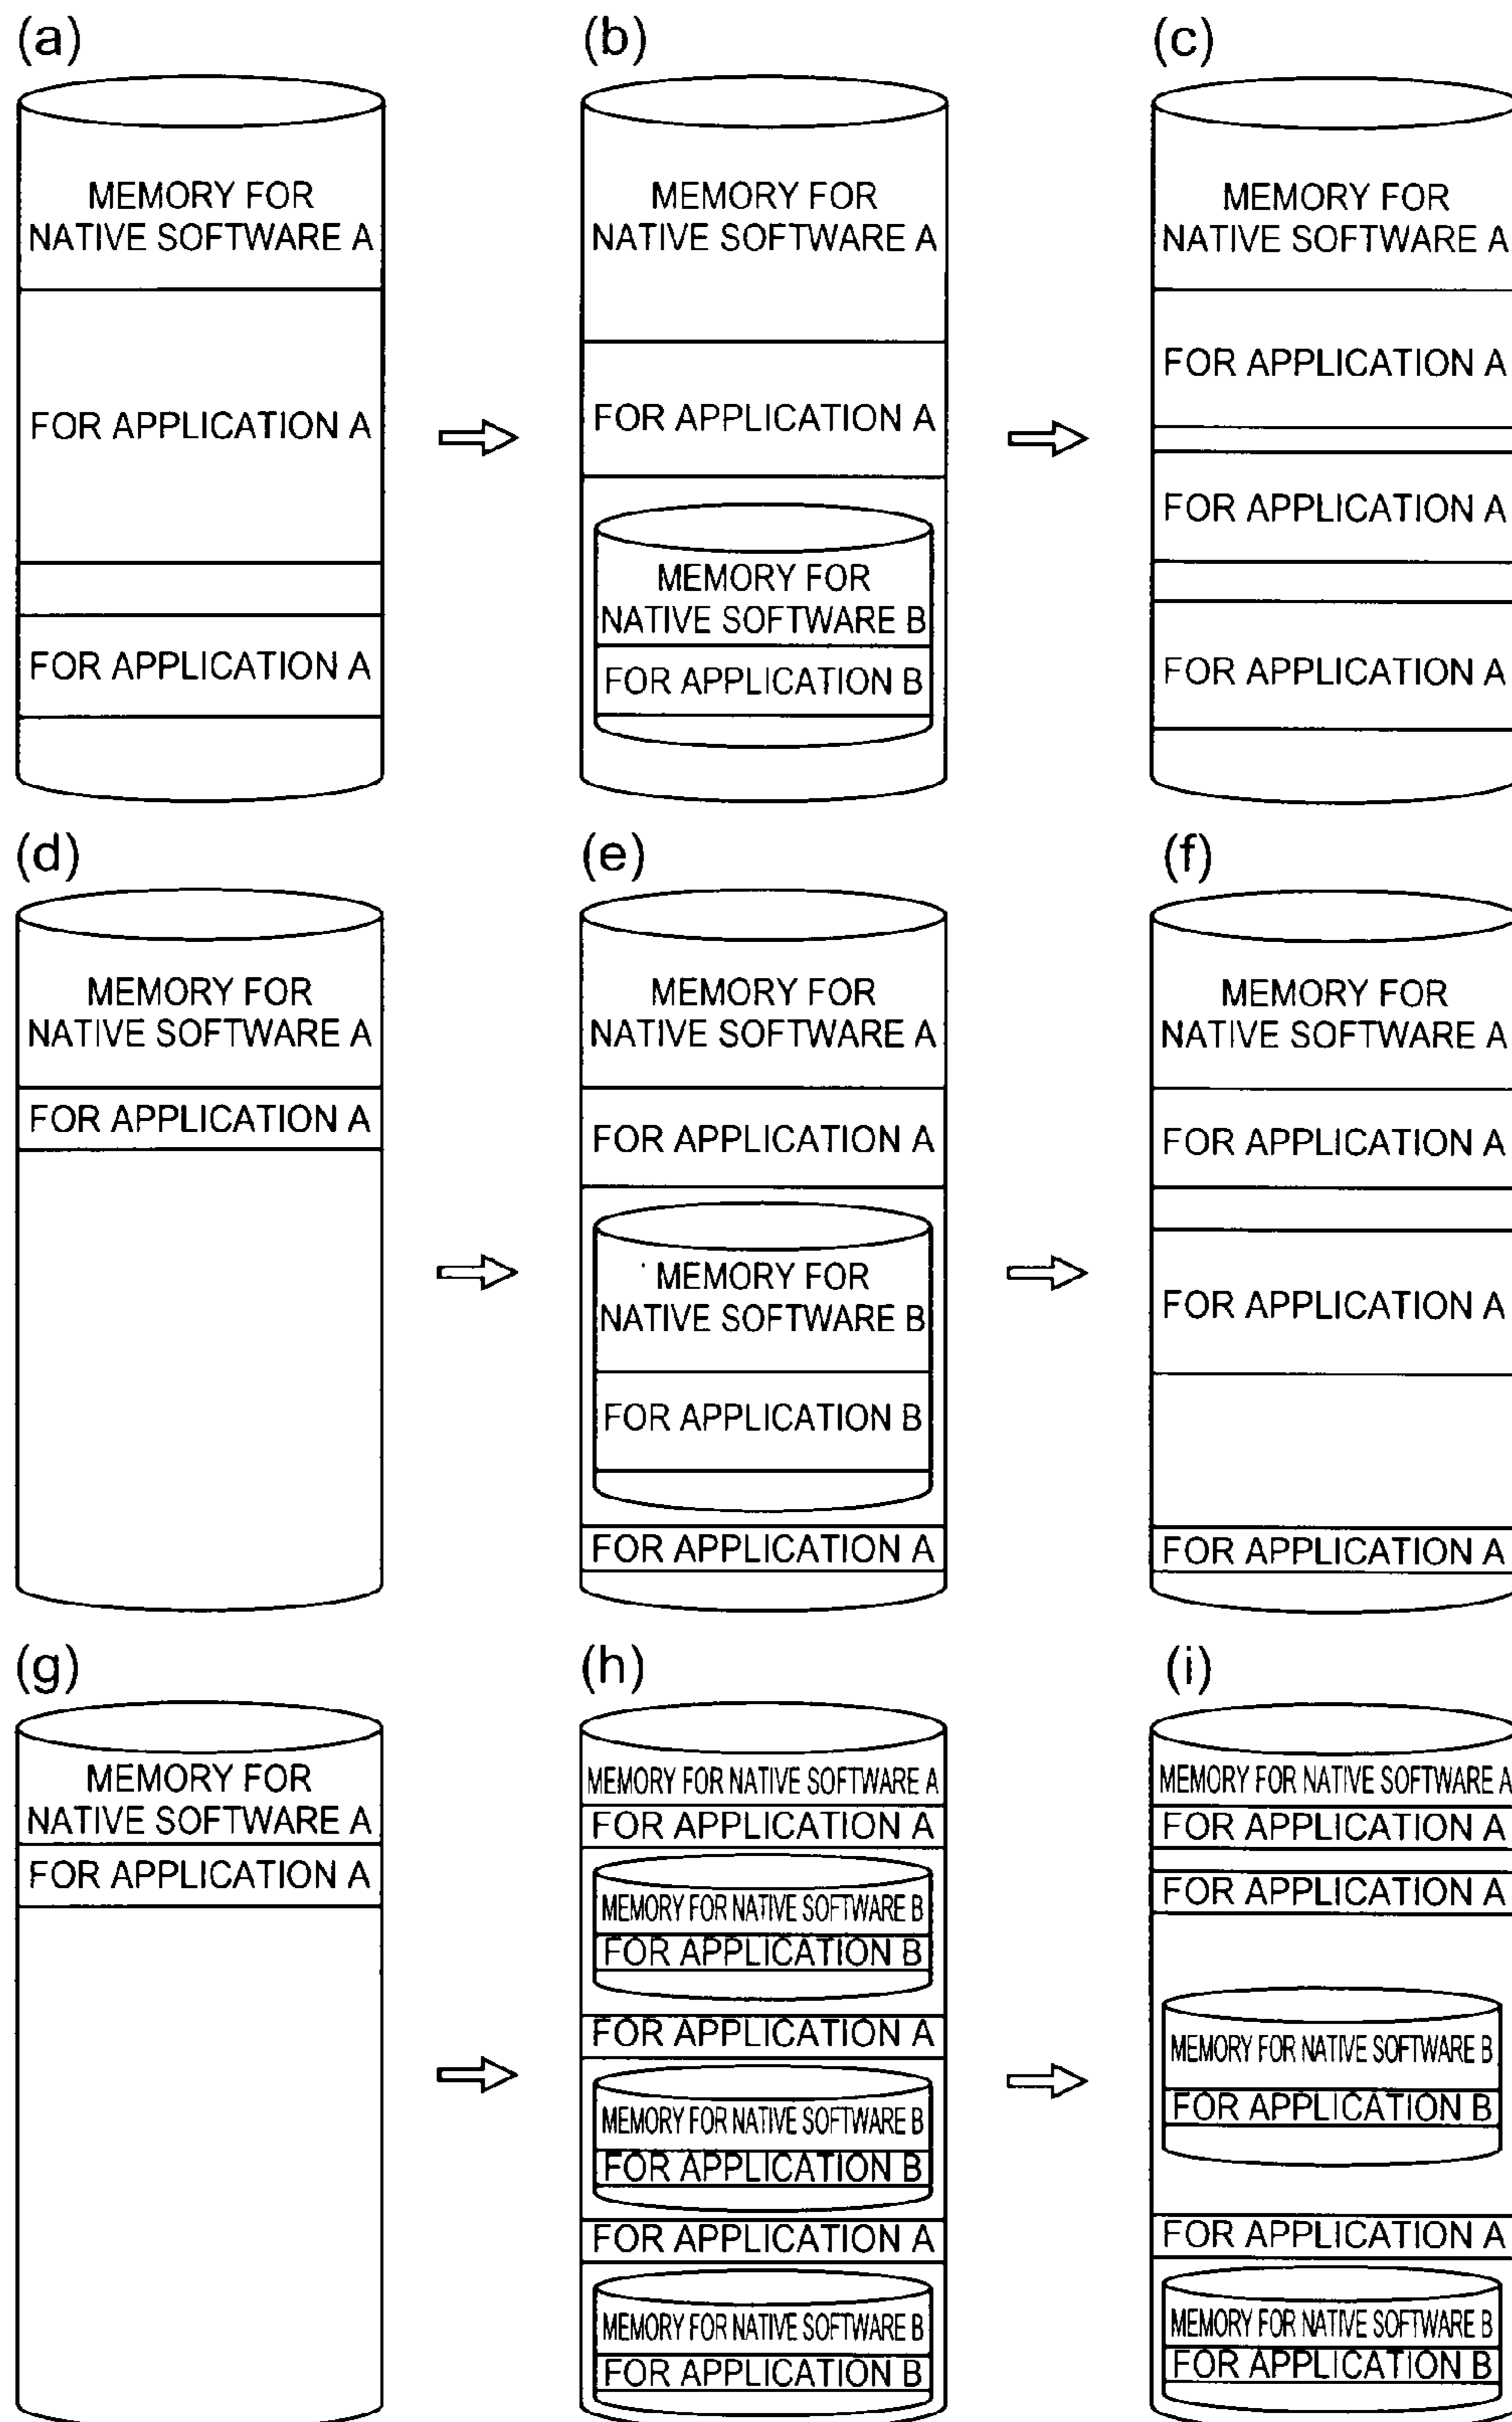 (a)
MEMORY FOR
NATIVE SOFTWARE A
FOR APPLICATION A
FOR APPLICATION A
(b)
MEMORY FOR
NATIVE SOFTWARE A
FOR APPLICATION A
MEMORY FOR
NATIVE SOFTWARE B
FOR APPLICATION B
(c)
MEMORY FOR
NATIVE SOFTWARE A
FOR APPLICATION A
FOR APPLICATION A
FOR APPLICATION A
(d)
MEMORY FOR
NATIVE SOFTWARE A
FOR APPLICATION A
(e)
MEMORY FOR
NATIVE SOFTWARE A
FOR APPLICATION A
MEMORY FOR
NATIVE SOFTWARE B
FOR APPLICATION B
FOR APPLICATION A
(f)
MEMORY FOR
NATIVE SOFTWARE A
FOR APPLICATION A
FOR APPLICATION A
FOR APPLICATION A
(g)
MEMORY FOR
NATIVE SOFTWARE A
FOR APPLICATION A
(h)
MEMORY FOR NATIVE SOFTWARE A
FOR APPLICATION A
MEMORY FOR NATIVE SOFTWARE B
FOR APPLICATION B
FOR APPLICATION A
MEMORY FOR NATIVE SOFTWARE B
FOR APPLICATION B
FOR APPLICATION A
MEMORY FOR NATIVE SOFTWARE B
FOR APPLICATION B
(i)
MEMORY FOR NATIVE SOFTWARE A
FOR APPLICATION A
FOR APPLICATION A
MEMORY FOR NATIVE SOFTWARE B
FOR APPLICATION B
FOR APPLICATION A
MEMORY FOR NATIVE SOFTWARE B
FOR APPLICATION B